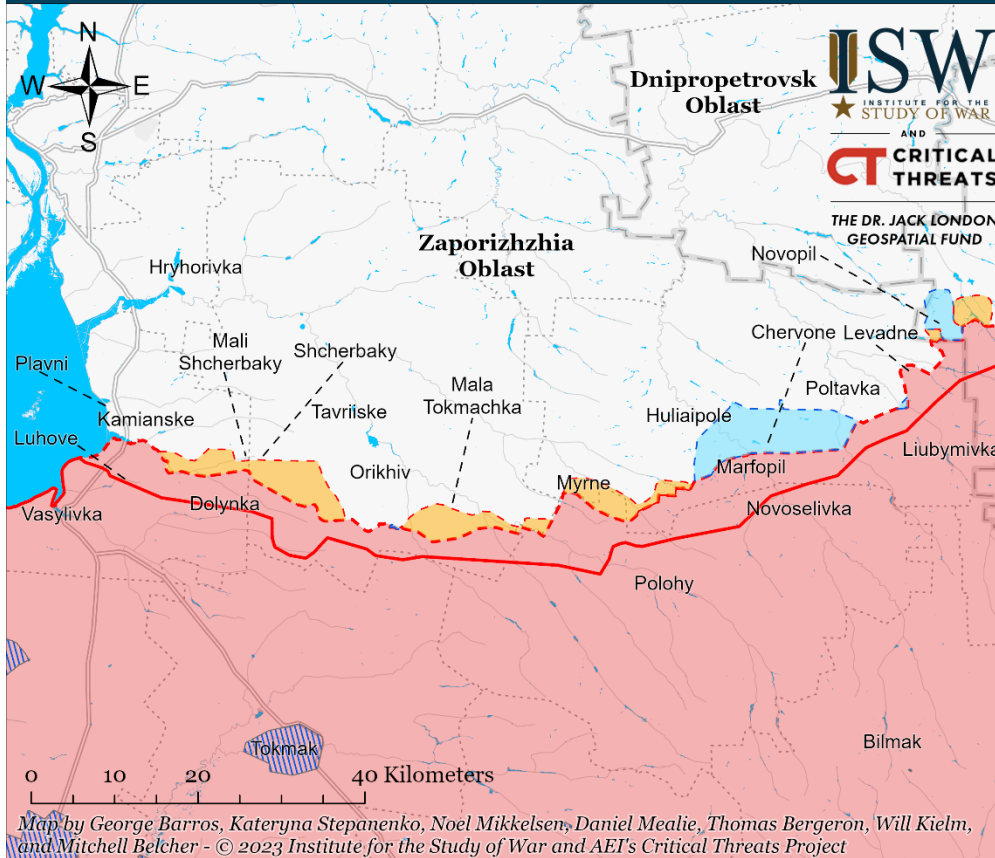 N
W E
S
Dnipropetrovsk
Oblast
ISW
INSTITUTE FOR THE
STUDY OF WAR
AND
CT CRITICAL
THREATS
THE DR. JACK LONDON
GEOSPATIAL FUND
Zaporizhzhia
Oblast
Novopil
Hryhorivka
Mali
Shcherbaky
Shcherbaky
Chervone
Levadne
Plavni
Mala
Tokmachka
Poltavka
Kamianske
Tavriiske
Huliaipole
Luhove
Orikhiv
Marfopil
Liubymivka
Myrne
Vasylivka
Dolynka
Novoselivka
Polohy
Tokmak
Bilmak
0 10 20 40 Kilometers
Map by George Barros, Kateryna Stepanenko, Noel Mikkelsen, Daniel Mealie, Thomas Bergeron, Will Kielm,
and Mitchell Belcher - © 2023 Institute for the Study of War and AEI's Critical Threats Project